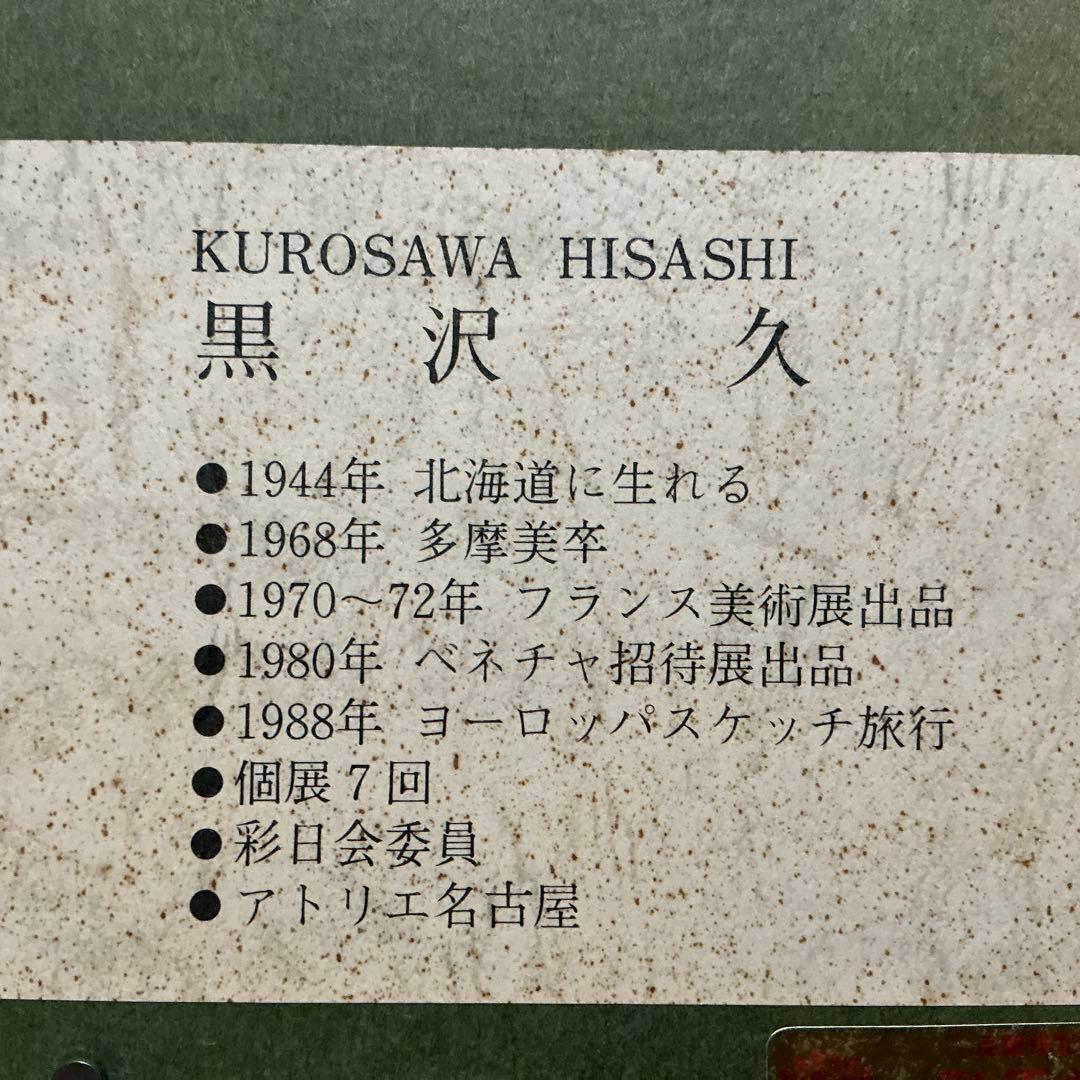 KUROSAWA HISASHI
黒沢 久
●1944年 北海道に生れる
●1968年 多摩美卒
●1970〜72年 フランス美術展出品
●1980年 ベネチャ招待展出品
●1988年 ヨーロッパスケッチ旅行
●個展7回
●彩日会委員
●アトリエ名古屋